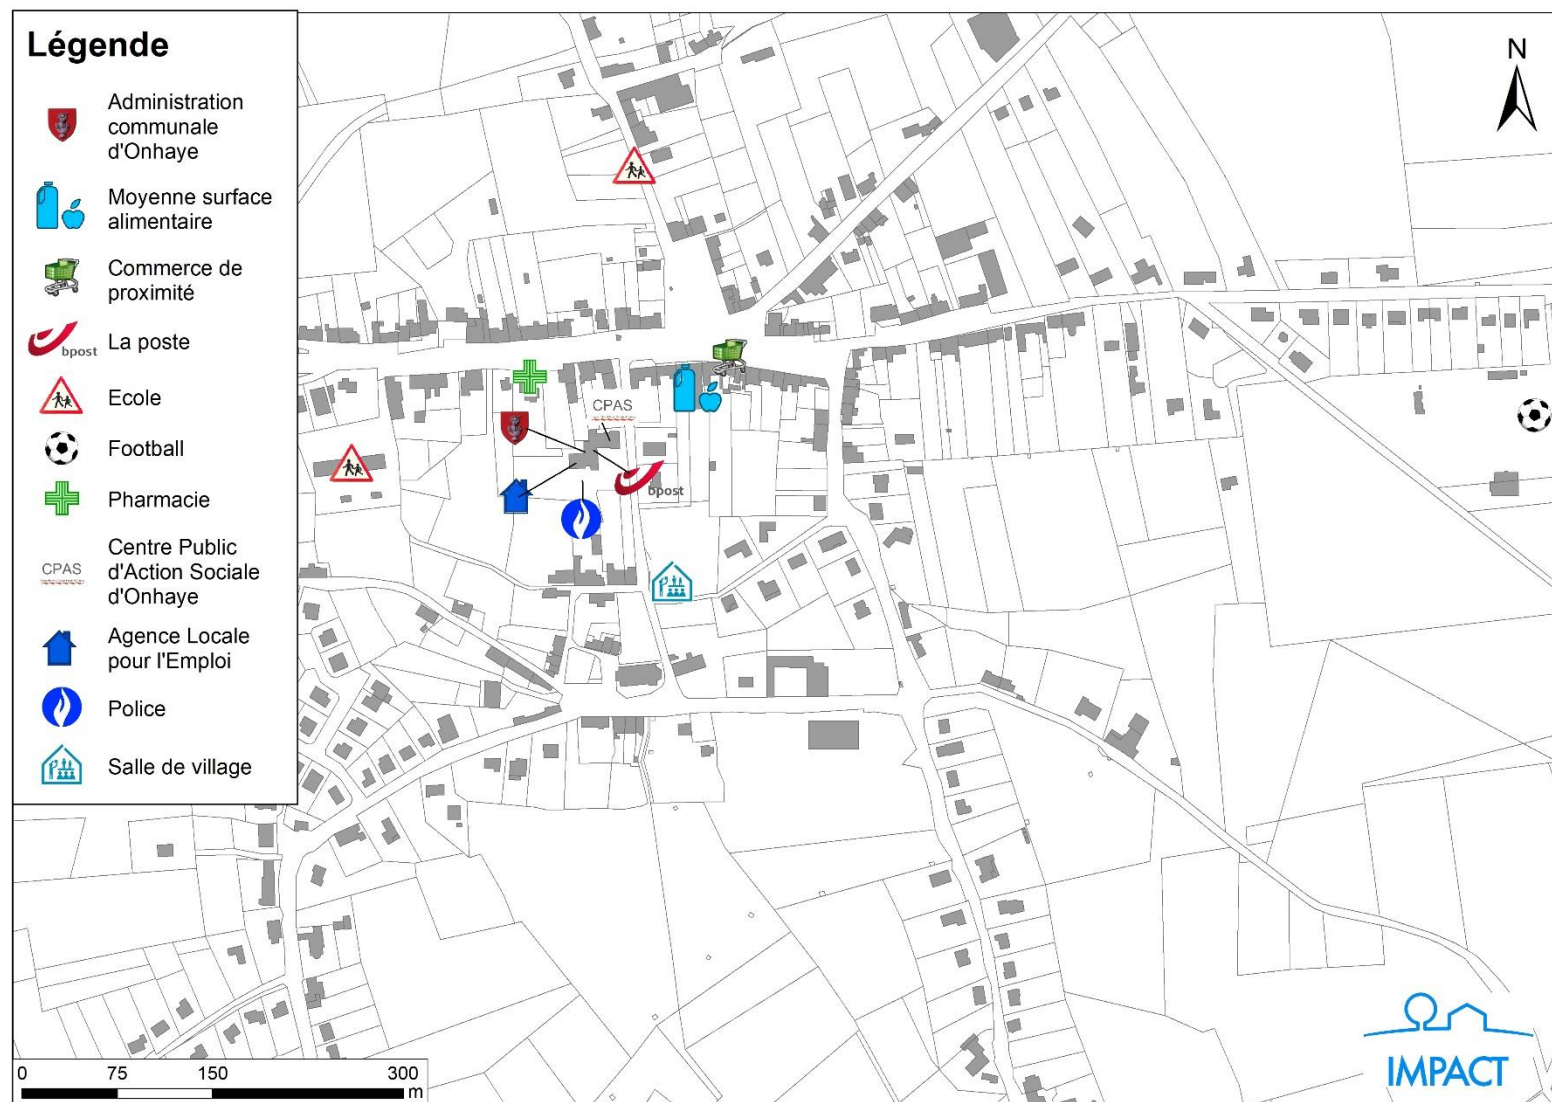 Légende
Administration
communale
d'Onhaye
Moyenne surface
alimentaire
Commerce de
proximité
bpost La poste
Ecole
Football
Pharmacie
CPAS
Centre Public
d'Action Sociale
d'Onhaye
Agence Locale
pour l'Emploi
Police
Salle de village
N
CPAS
bpost
0 75 150 300
m
IMPACT